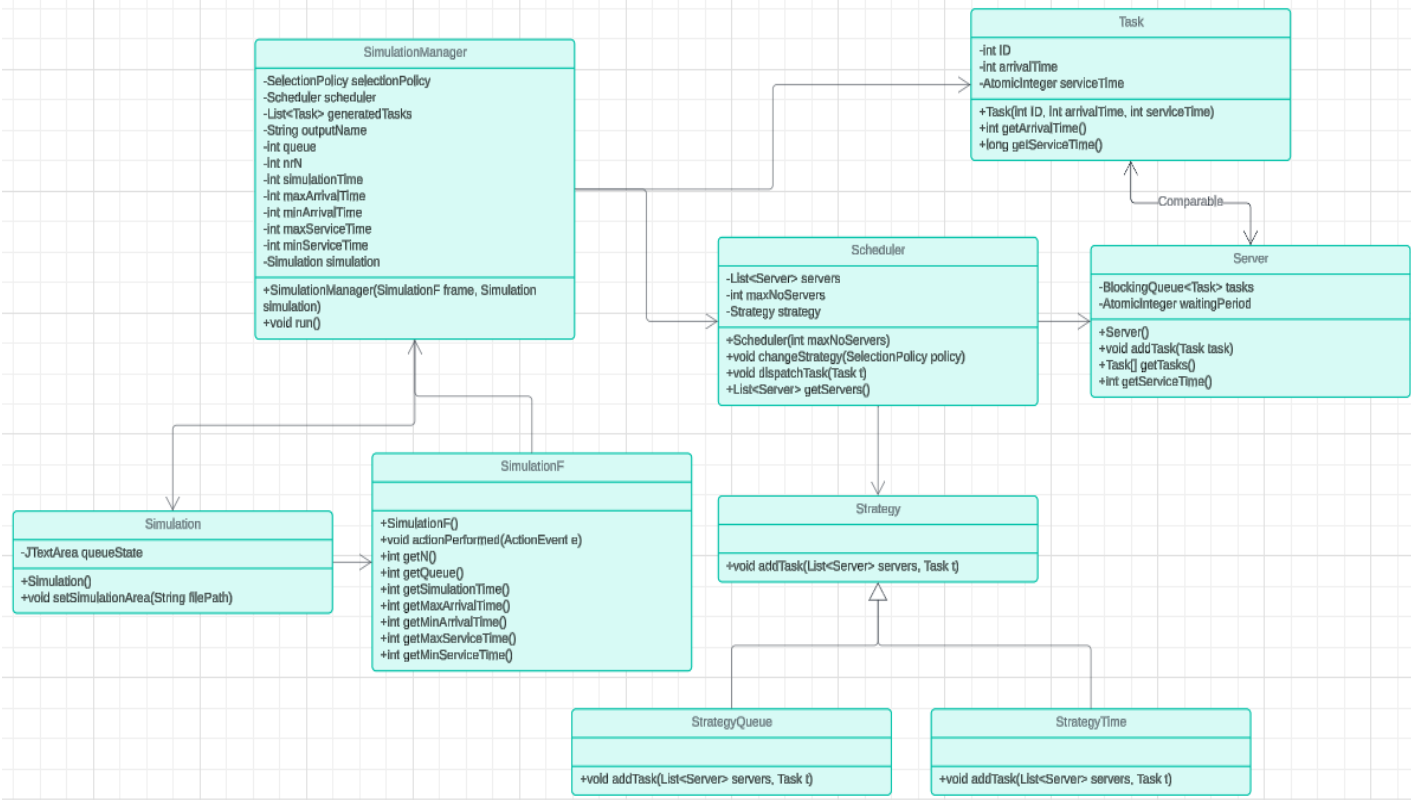 SimulationManager
-SelectionPolicy selectionPolicy
-Scheduler scheduler
-List<Task> generatedTasks
-String outputName
-int queue
-int nrN
-int simulationTime
-int maxArrivalTime
-int minArrivalTime
-int maxServiceTime
-int minServiceTime
-Simulation simulation
+SimulationManager(SimulationF frame, Simulation
simulation)
+void run()
Task
-int ID
-int arrivalTime
-AtomicInteger serviceTime
+Task(int ID, int arrivalTime, int serviceTime)
+int getArrivalTime()
+long getServiceTime()
Comparable
Scheduler
-List<Server> servers
-int maxNoServers
-Strategy strategy
+Scheduler(int maxNoServers)
+void changeStrategy(SelectionPolicy policy)
+void dispatchTask(Task t)
+List<Server> getServers()
Server
-BlockingQueue<Task> tasks
-AtomicInteger waitingPeriod
+Server()
+void addTask(Task task)
+Task[] getTasks()
+int getServiceTime()
Simulation
-JTextArea queueState
+Simulation()
+void setSimulationArea(String filePath)
SimulationF
+SimulationF()
+void actionPerformed(ActionEvent e)
+int getN()
+int getQueue()
+int getSimulationTime()
+int getMaxArrivalTime()
+int getMinArrivalTime()
+int getMaxServiceTime()
+int getMinServiceTime()
Strategy
+void addTask(List<Server> servers, Task t)
StrategyQueue
+void addTask(List<Server> servers, Task t)
StrategyTime
+void addTask(List<Server> servers, Task t)